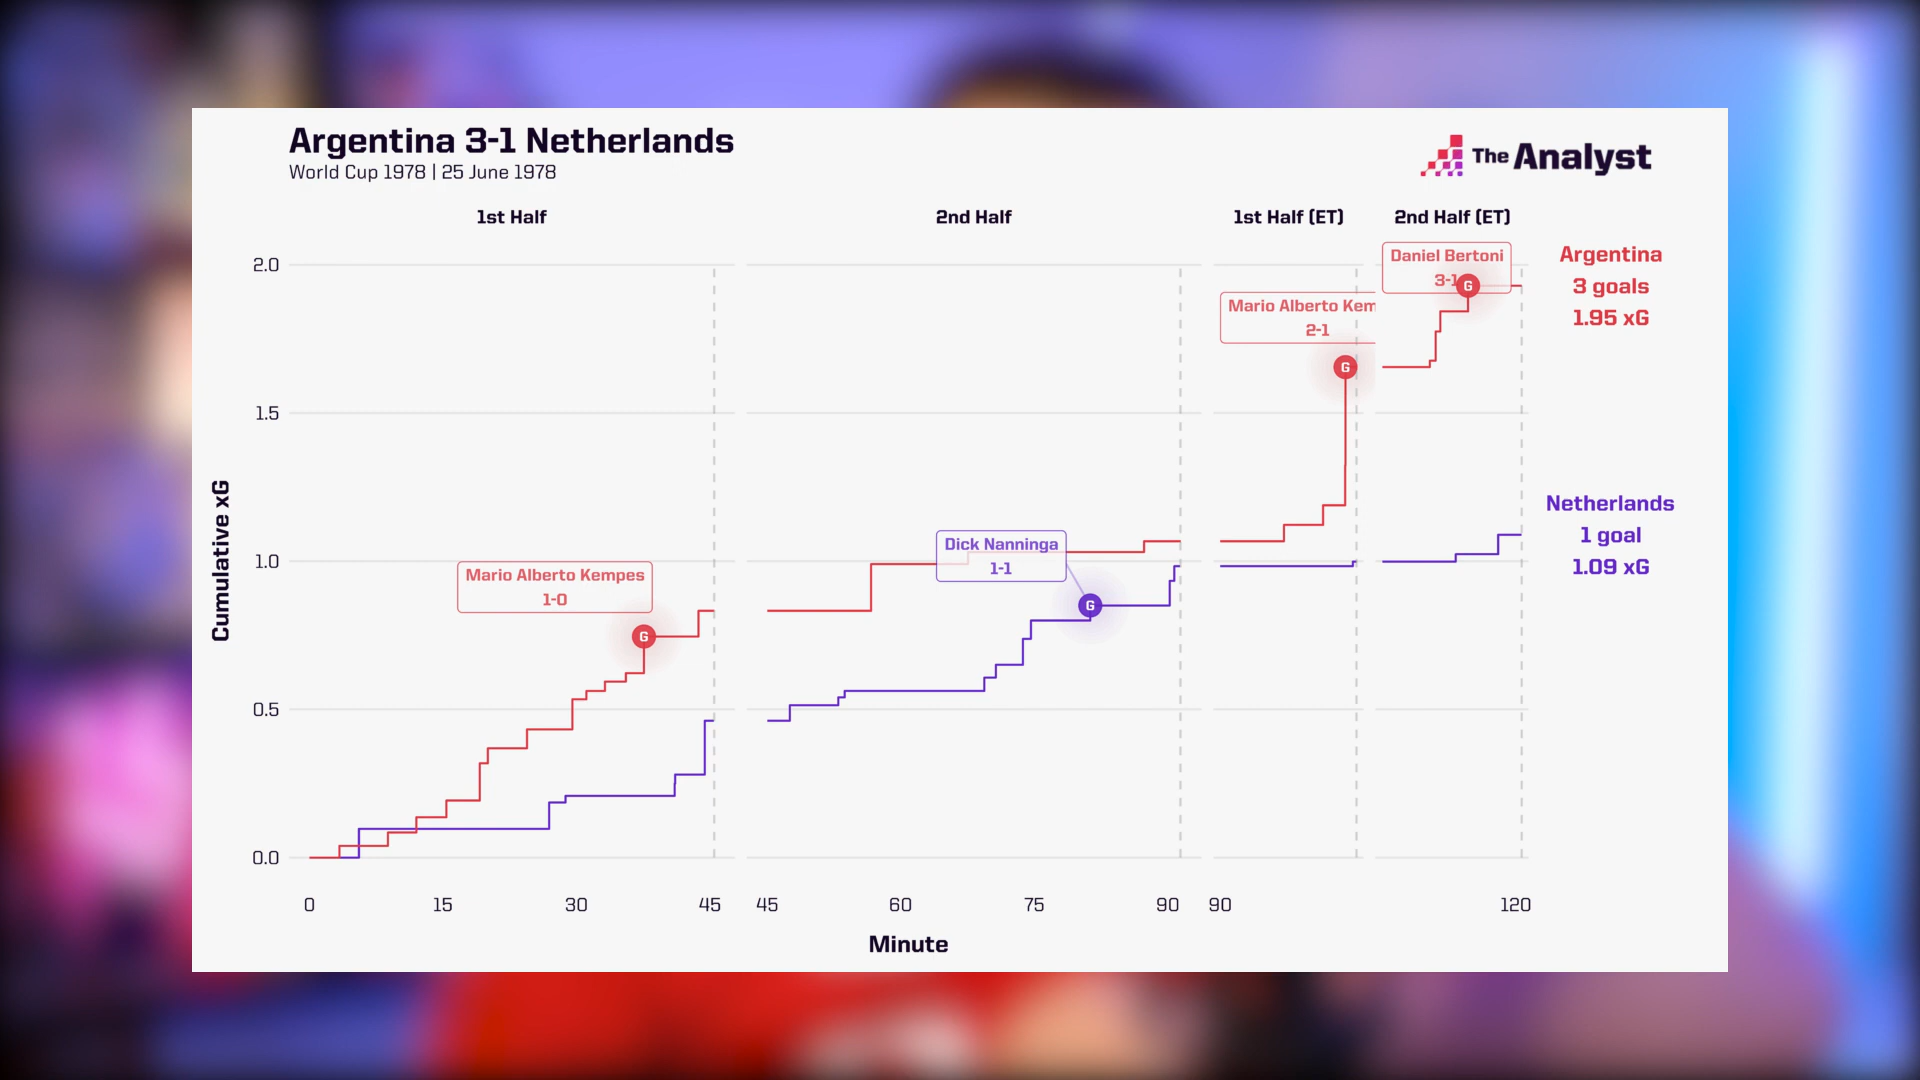 Argentina 3-1 Netherlands
World Cup 1978 | 25 June 1978
The Analyst
1st Half
2nd Half
1st Half (ET)
2nd Half (ET)
2.0
1.5
1.0
0.5
0.0
Cumulative xG
Mario Alberto Kempes
1-0
G
Dick Nanninga
1-1
G
Mario Alberto Kem
2-1
G
Daniel Bertoni
3-1
G
Argentina
3 goals
1.95 xG
Netherlands
1 goal
1.09 xG
0 15 30 45 45 60 75 90 90 120
Minute